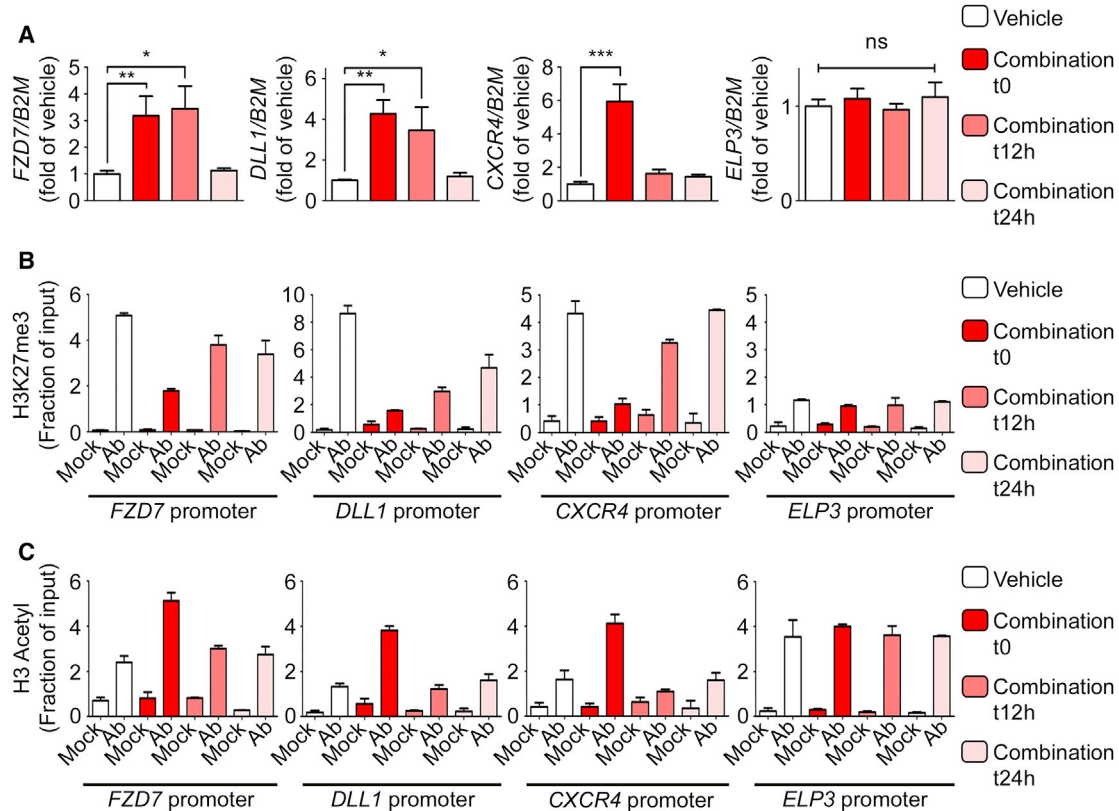 A
FZD7/B2M
(fold of vehicle)
5
4
3
2
1
0
*
**
DLL1/B2M
(fold of vehicle)
6
4
2
0
*
**
CXCR4/B2M
(fold of vehicle)
8
6
4
2
0
***
ELP3/B2M
(fold of vehicle)
1
1
ns
Vehicle
Combination
t0
Combination
t12h
Combination
t24h
B
H3K27me3
(Fraction of input)
6
4
2
0
Mock Ab Mock Ab Mock Ab Mock Ab
FZD7 promoter
10
8
6
4
2
0
Mock Ab Mock Ab Mock Ab Mock Ab
DLL1 promoter
5
4
3
2
1
0
Mock Ab Mock Ab Mock Ab Mock Ab
CXCR4 promoter
5
4
3
2
1
0
Mock Ab Mock Ab Mock Ab Mock Ab
ELP3 promoter
Vehicle
Combination
t0
Combination
t12h
Combination
t24h
C
H3 Acetyl
(Fraction of input)
6
4
2
0
Mock Ab Mock Ab Mock Ab Mock Ab
FZD7 promoter
6
4
2
0
Mock Ab Mock Ab Mock Ab Mock Ab
DLL1 promoter
6
4
2
0
Mock Ab Mock Ab Mock Ab Mock Ab
CXCR4 promoter
6
4
2
0
Mock Ab Mock Ab Mock Ab Mock Ab
ELP3 promoter
Vehicle
Combination
t0
Combination
t12h
Combination
t24h